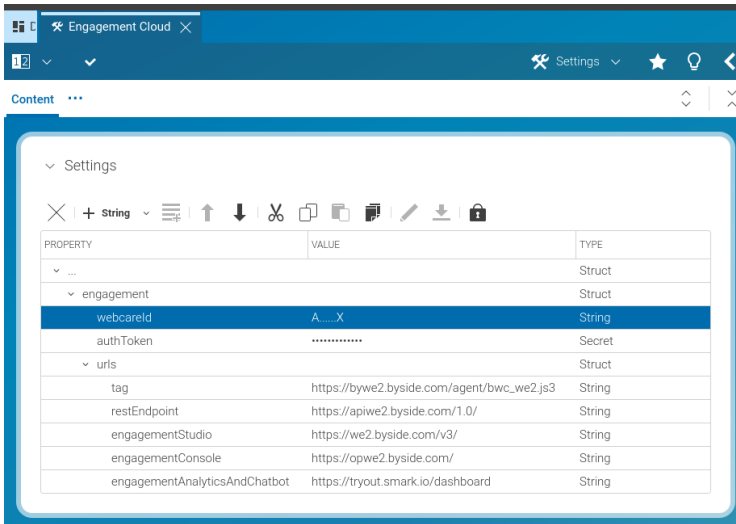 D Engagement Cloud
12 Settings
Content ...
Settings
String
PROPERTY VALUE TYPE
... Struct
engagement Struct
webcareId A......X String
authToken ••••••••••••• Secret
urls Struct
tag https://bywe2.byside.com/agent/bwc_we2.js3 String
restEndpoint https://apiwe2.byside.com/1.0/ String
engagementStudio https://we2.byside.com/v3/ String
engagementConsole https://opwe2.byside.com/ String
engagementAnalyticsAndChatbot https://tryout.smark.io/dashboard String